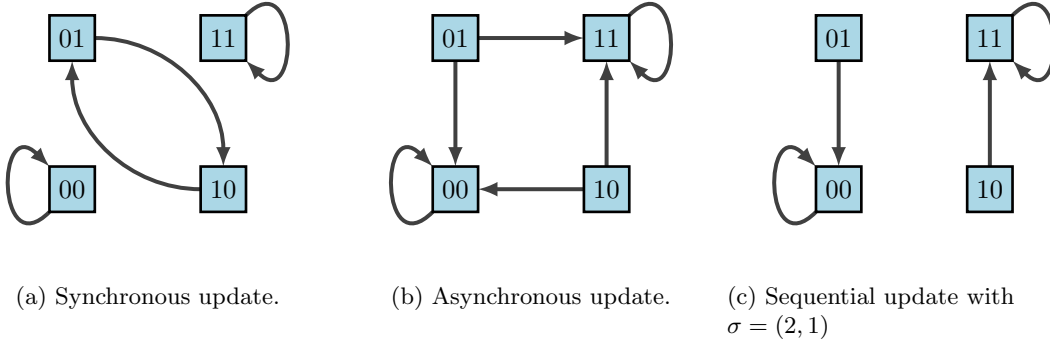 01 11 01 11 01 11
00 10 00 10 00 10
(a) Synchronous update. (b) Asynchronous update. (c) Sequential update with
σ = (2, 1)